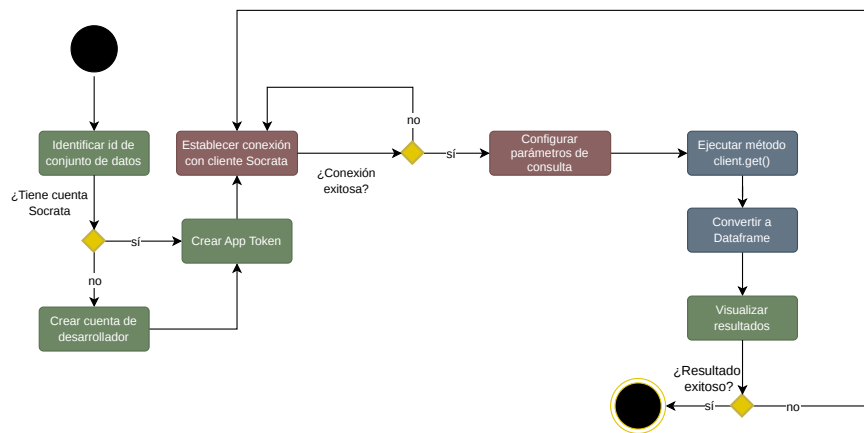 Identificar id de
conjunto de datos
¿Tiene cuenta
Socrata
sí
no
Crear cuenta de
desarrollador
Crear App Token
Establecer conexión
con cliente Socrata
¿Conexión
exitosa?
no
sí
Configurar
parámetros de
consulta
Ejecutar método
client.get()
Convertir a
Dataframe
Visualizar
resultados
¿Resultado
exitoso?
sí
no